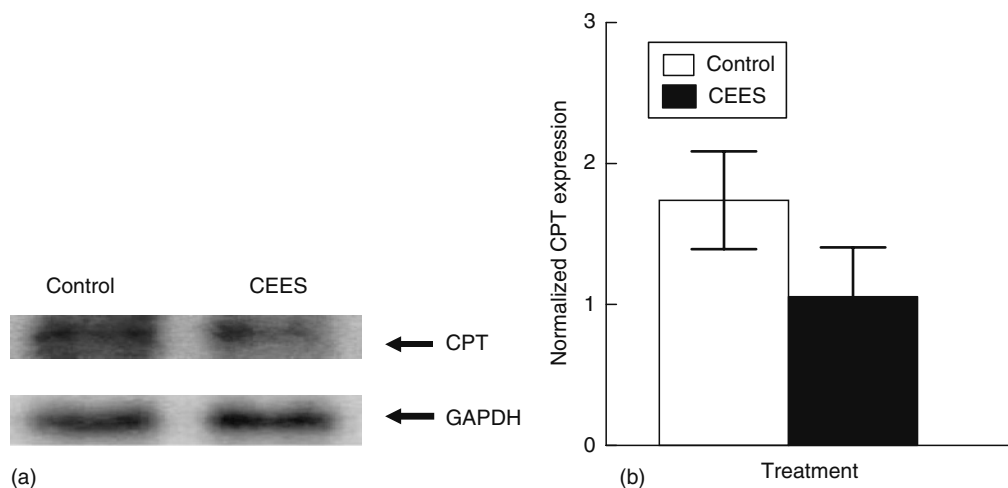 Control CEES
CPT
GAPDH
(a)
3
2
1
0
Normalized CPT expression
Control
CEES
Treatment
(b)